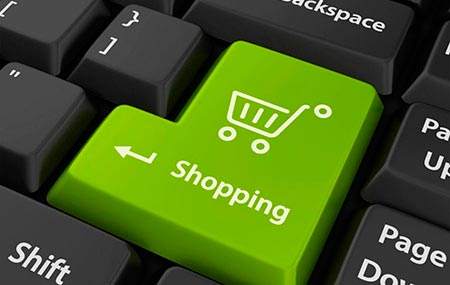 }
]
ackspace
"
Shopping
Pa
Up
Shift
Page
Dow